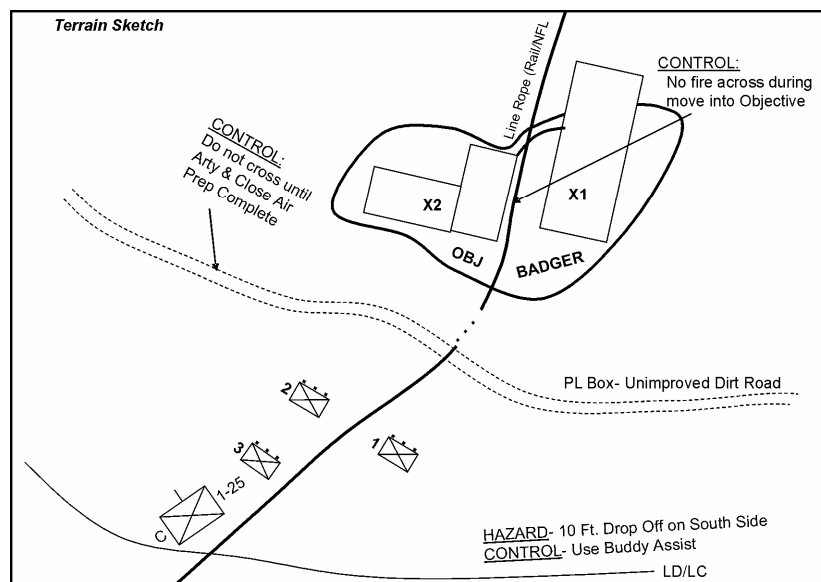 Terrain Sketch
Line Rope (Rail/NFL
CONTROL:
No fire across during
move into Objective
CONTROL:
Do not cross until
Arty & Close Air
Prep Complete
X2
X1
OBJ
BADGER
PL Box- Unimproved Dirt Road
2
3
1
C
1-25
HAZARD- 10 Ft. Drop Off on South Side
CONTROL- Use Buddy Assist
LD/LC